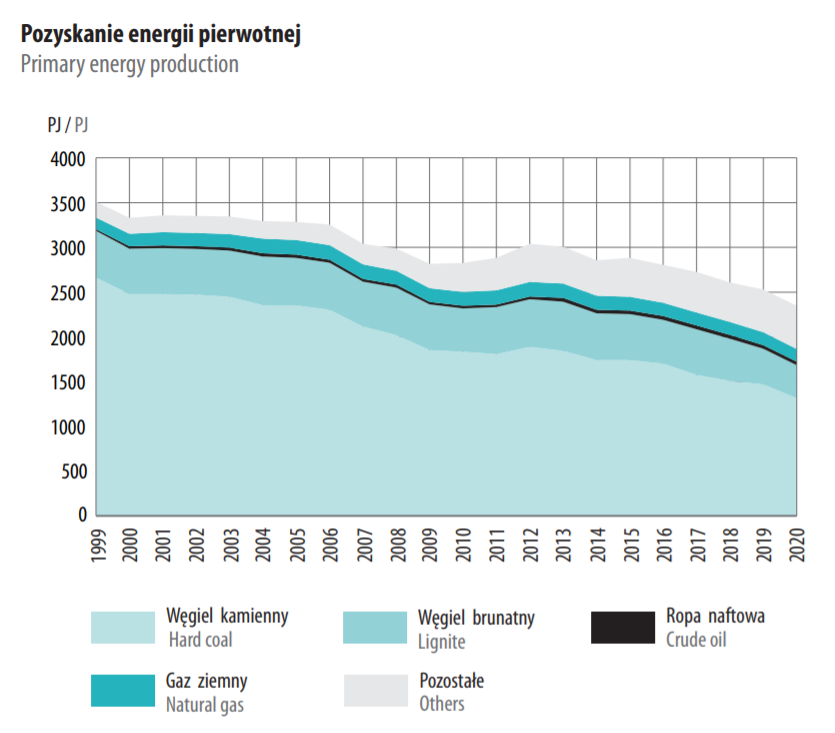 Pozyskanie energii pierwotnej
Primary energy production
PJ / PJ
4000
3500
3000
2500
2000
1500
1000
500
0
1999 2000 2001 2002 2003 2004 2005 2006 2007 2008 2009 2010 2011 2012 2013 2014 2015 2016 2017 2018 2019 2020
Węgiel kamienny
Hard coal
Węgiel brunatny
Lignite
Ropa naftowa
Crude oil
Gaz ziemny
Natural gas
Pozostałe
Others